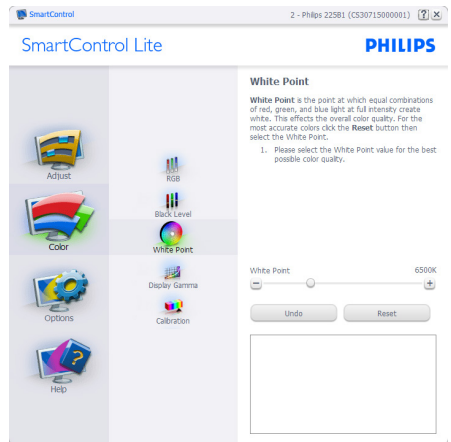 SmartControl
2 - Philips 225B1 (CS30715000001)
SmartControl Lite
PHILIPS
Adjust
Color
Options
Help
RGB
Black Level
White Point
Display Gamma
Calibration
White Point
White Point is the point at which equal combinations
of red, green, and blue light at full intensity create
white. This effects the overall color quality. For the
most accurate colors click the Reset button then
select the White Point.
1. Please select the White Point value for the best
possible color quality.
White Point 6500K
Undo Reset